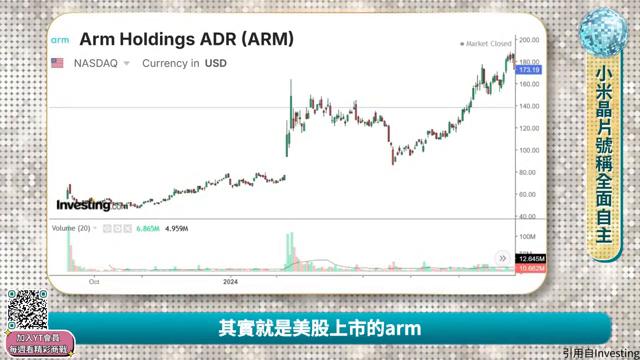 arm Arm Holdings ADR (ARM)
NASDAQ Currency in USD
Market Closed
200.00
180.00
173.19
160.00
140.00
120.00
100.00
80.00
60.00
40.00
Investing.com
Volume (20) 6.865M 4.959M
100M
12.645M
10.662M
Oct 2024
小米晶片號稱全面自主
加入YT會員
每週看精彩商戰
其實就是美股上市的arm
引用自Investing